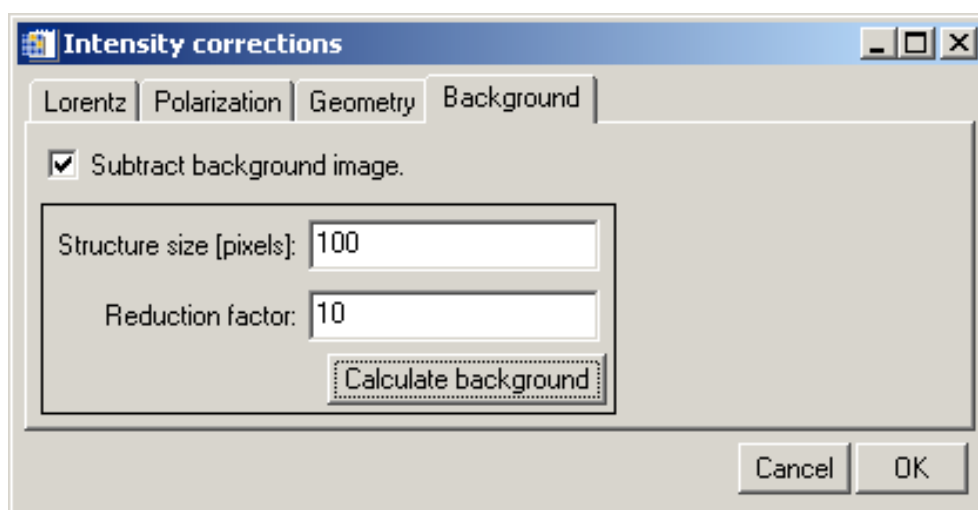 Intensity corrections
Lorentz Polarization Geometry Background
Subtract background image.
Structure size [pixels]: 100
Reduction factor: 10
Calculate background
Cancel OK